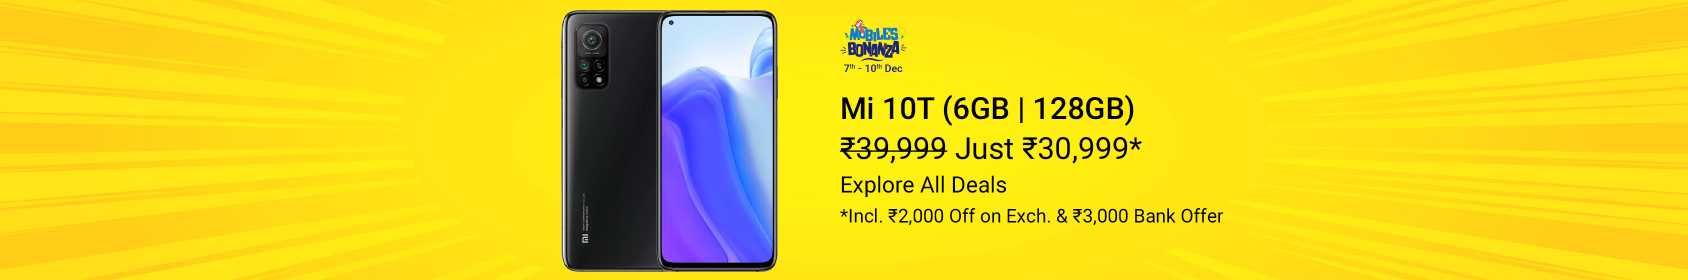 MOBILES
BONANZA
7th - 10th Dec
Mi 10T (6GB | 128GB)
₹39,999 Just ₹30,999*
Explore All Deals
*Incl. ₹2,000 Off on Exch. & ₹3,000 Bank Offer
mi